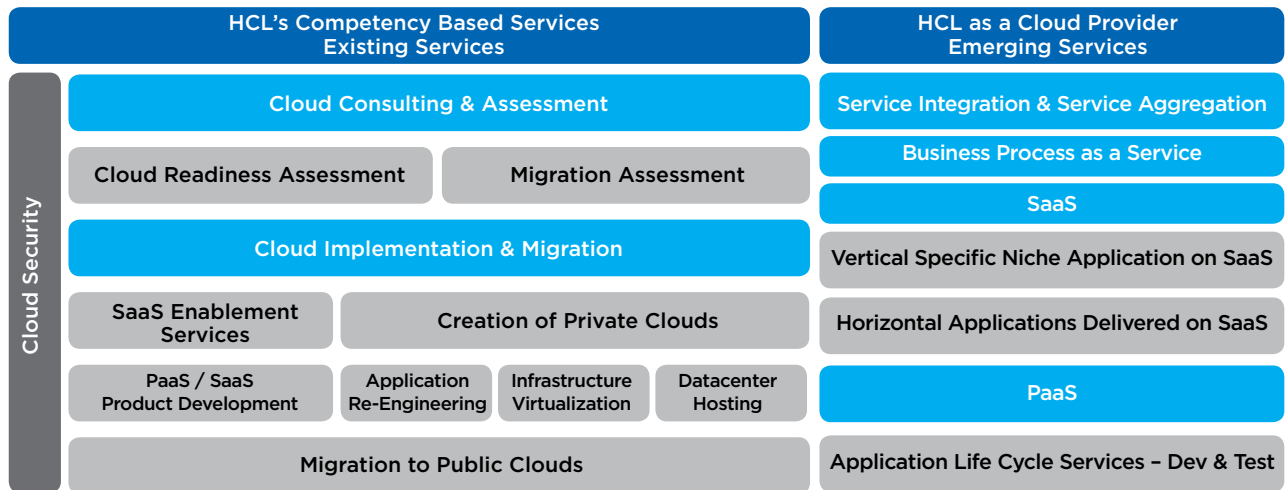 HCL's Competency Based Services
Existing Services
HCL as a Cloud Provider
Emerging Services
Cloud Security
Cloud Consulting & Assessment
Cloud Readiness Assessment
Migration Assessment
Cloud Implementation & Migration
SaaS Enablement
Services
Creation of Private Clouds
PaaS / SaaS
Product Development
Application
Re-Engineering
Infrastructure
Virtualization
Datacenter
Hosting
Migration to Public Clouds
Service Integration & Service Aggregation
Business Process as a Service
SaaS
Vertical Specific Niche Application on SaaS
Horizontal Applications Delivered on SaaS
PaaS
Application Life Cycle Services – Dev & Test